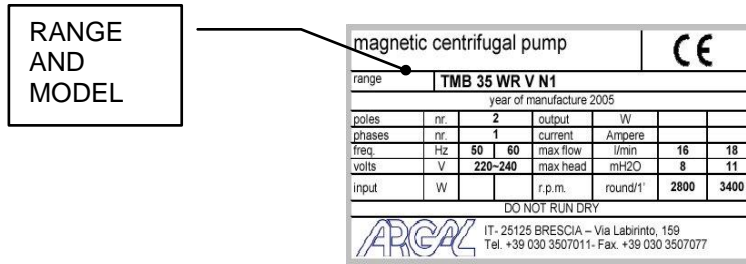 RANGE
AND
MODEL
magnetic centrifugal pump CE
range TMB 35 WR V N1
year of manufacture 2005
poles nr. 2 output W
phases nr. 1 current Ampere
freq. Hz 50 60 max flow l/min 16 18
volts V 220~240 max head mH2O 8 11
input W r.p.m. round/1' 2800 3400
DO NOT RUN DRY
ARGAL IT- 25125 BRESCIA – Via Labirinto, 159
Tel. +39 030 3507011- Fax. +39 030 3507077